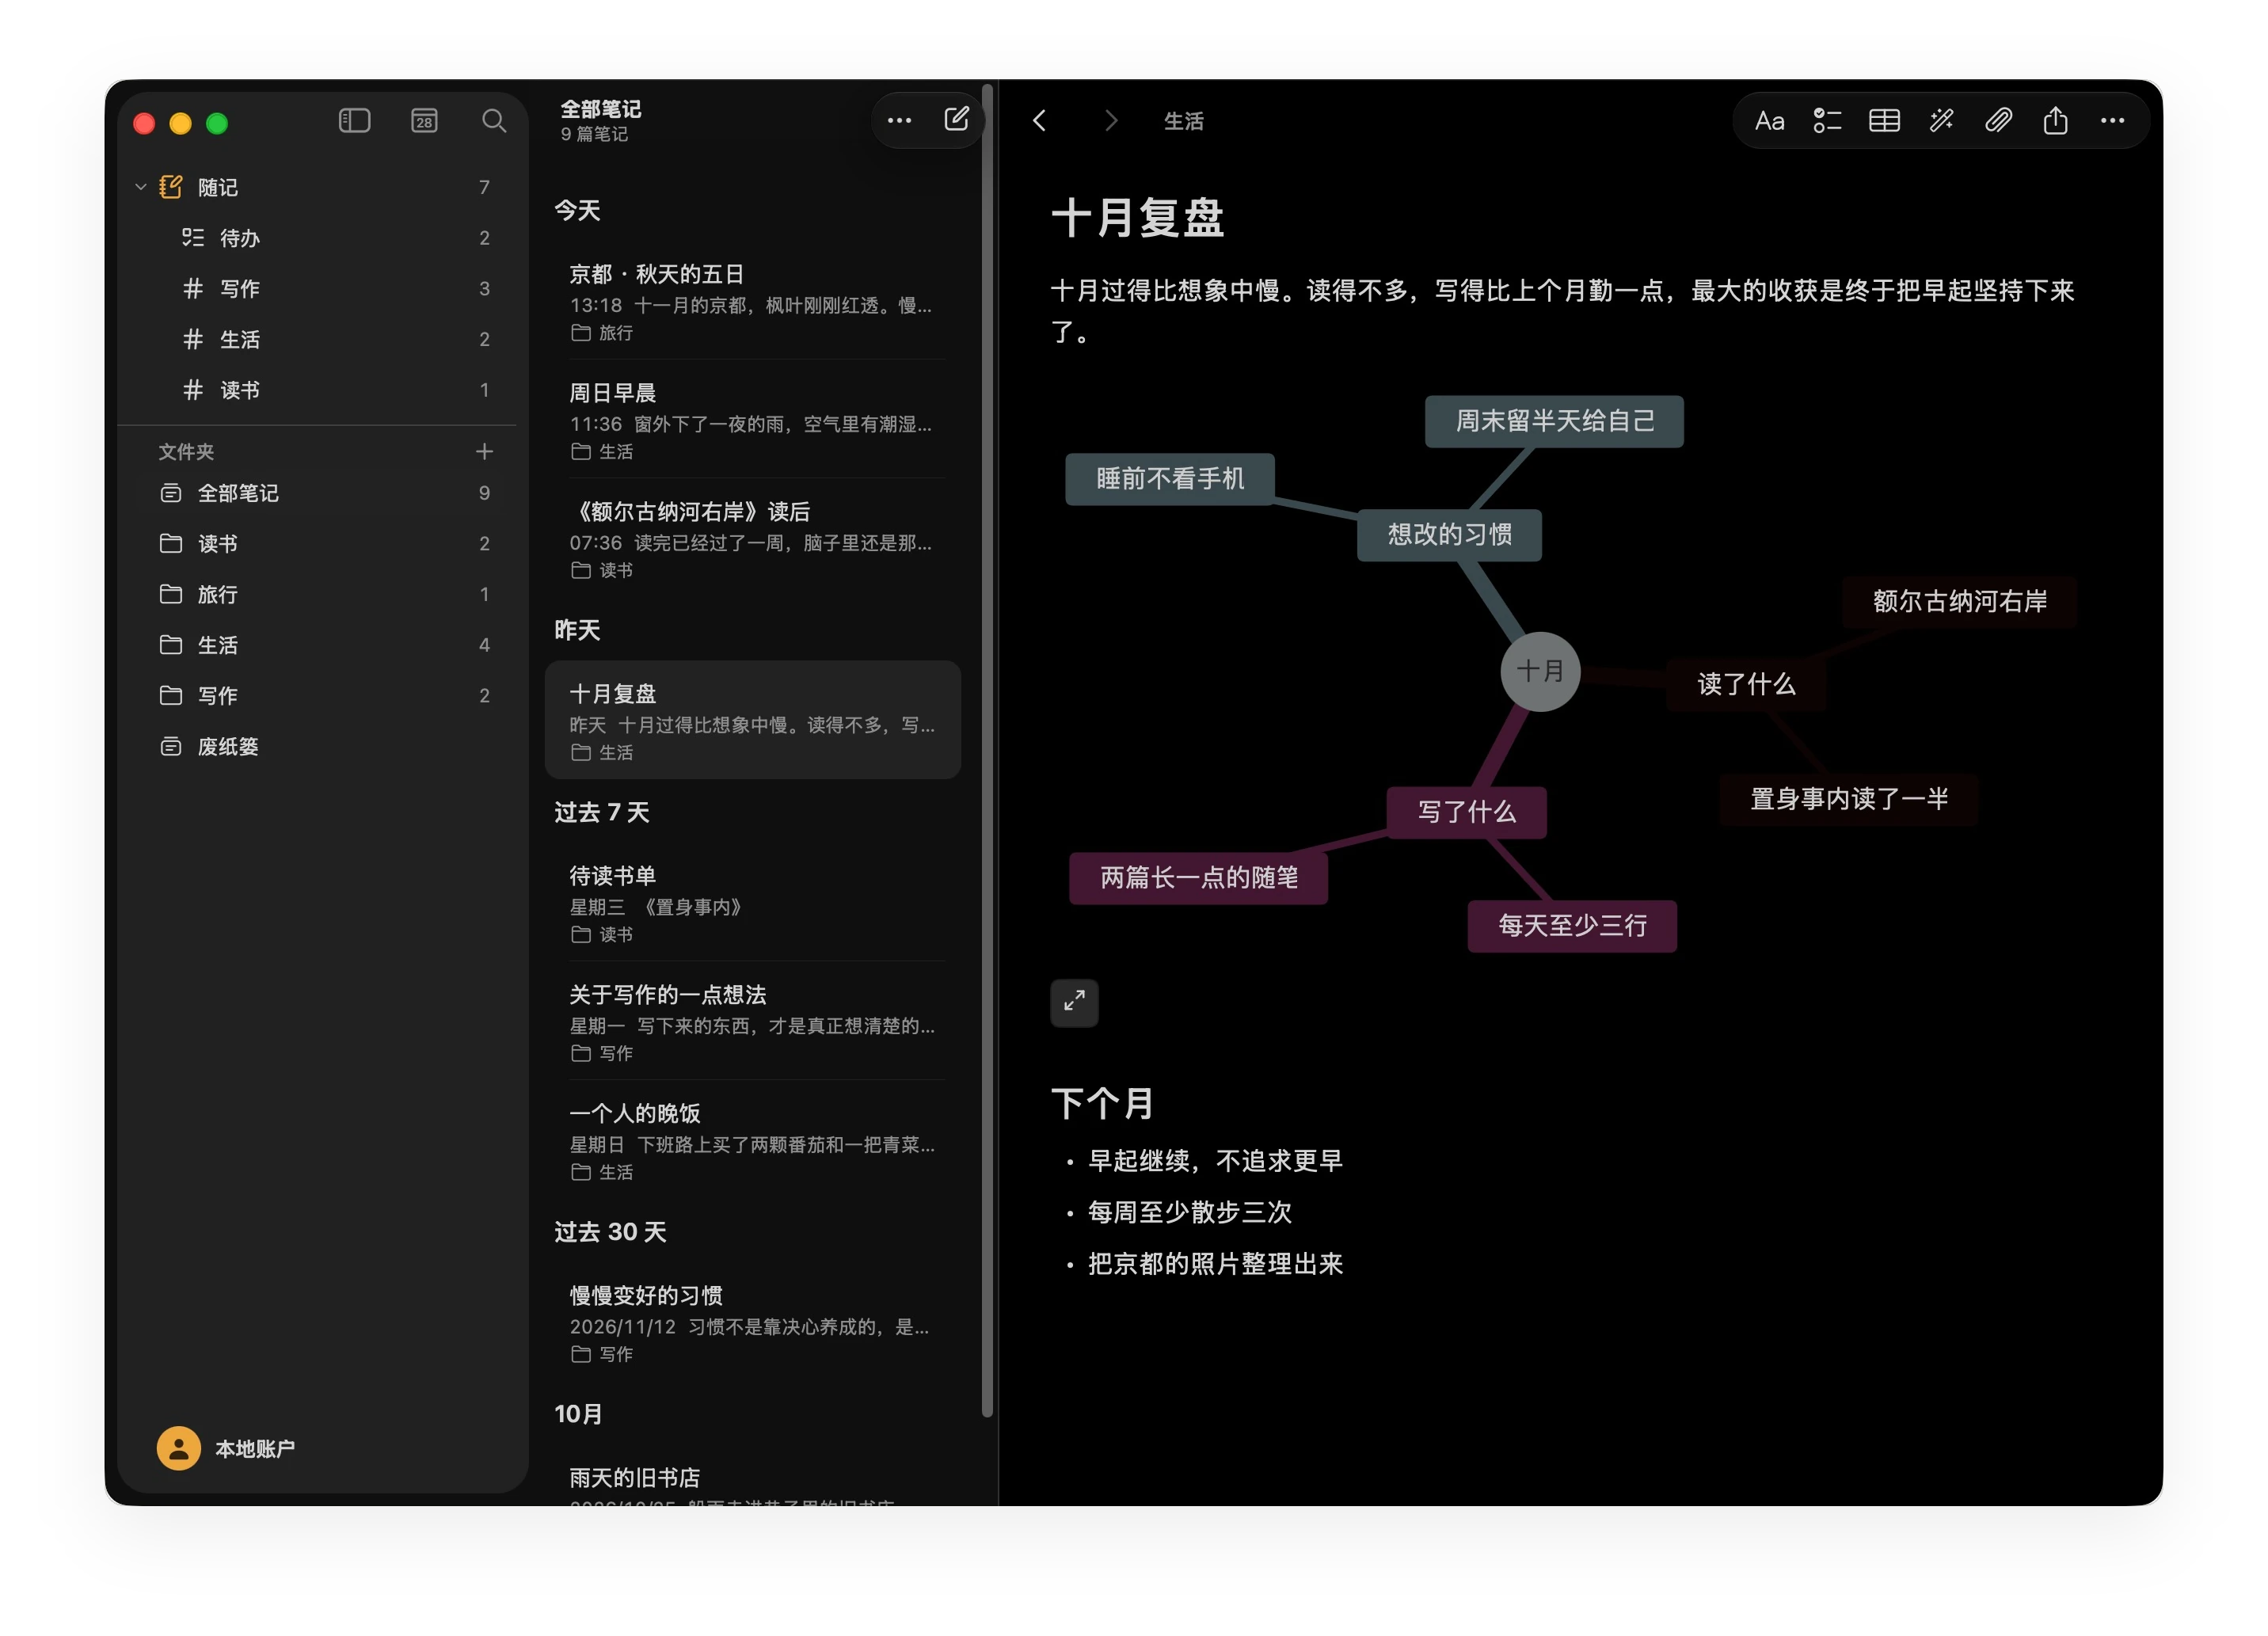 28
随记 7
待办 2
写作 3
生活 2
读书 1
文件夹
全部笔记 9
读书 2
旅行 1
生活 4
写作 2
废纸篓
本地账户
全部笔记
9 篇笔记
今天
京都 · 秋天的五日
13:18 十一月的京都，枫叶刚刚红透。慢...
旅行
周日早晨
11:36 窗外下了一夜的雨，空气里有潮湿...
生活
《额尔古纳河右岸》读后
07:36 读完已经过了一周，脑子里还是那...
读书
昨天
十月复盘
昨天 十月过得比想象中慢。读得不多，写...
生活
过去 7 天
待读书单
星期三 《置身事内》
读书
关于写作的一点想法
星期一 写下来的东西，才是真正想清楚的...
写作
一个人的晚饭
星期日 下班路上买了两颗番茄和一把青菜...
生活
过去 30 天
慢慢变好的习惯
2026/11/12 习惯不是靠决心养成的，是...
写作
10月
雨天的旧书店
生活
Aa
十月复盘
十月过得比想象中慢。读得不多，写得比上个月勤一点，最大的收获是终于把早起坚持下来
了。
周末留半天给自己
睡前不看手机
想改的习惯
额尔古纳河右岸
十月
读了什么
置身事内读了一半
写了什么
两篇长一点的随笔
每天至少三行
下个月
• 早起继续，不追求更早
• 每周至少散步三次
• 把京都的照片整理出来